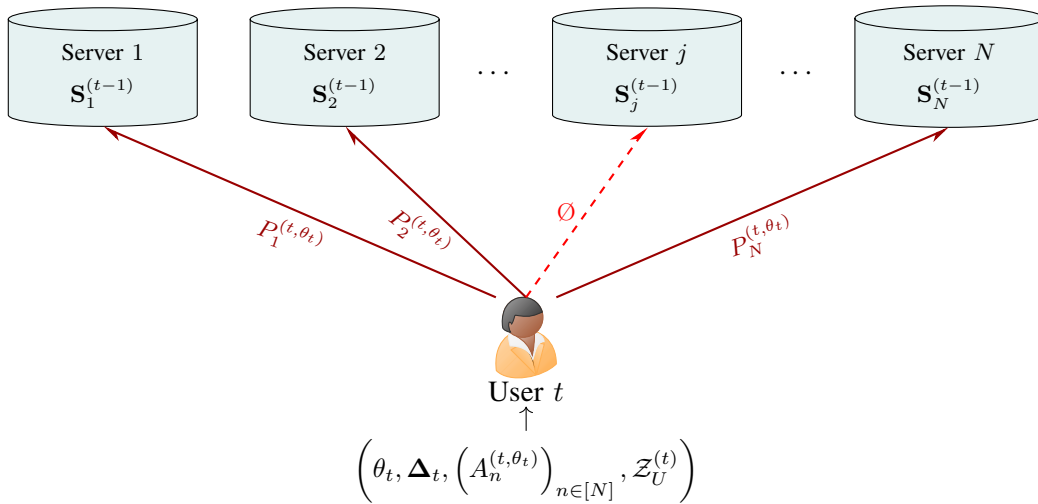 Server 1 Server 2 Server j Server N
S_1^{(t−1)} S_2^{(t−1)} ... S_j^{(t−1)} ... S_N^{(t−1)}
P_1^{(t,θ_t)} P_2^{(t,θ_t)} Ø P_N^{(t,θ_t)}
User t
↑
(θ_t, Δ_t, (A_n^{(t,θ_t)})_{n∈[N]}, Z_U^{(t)})